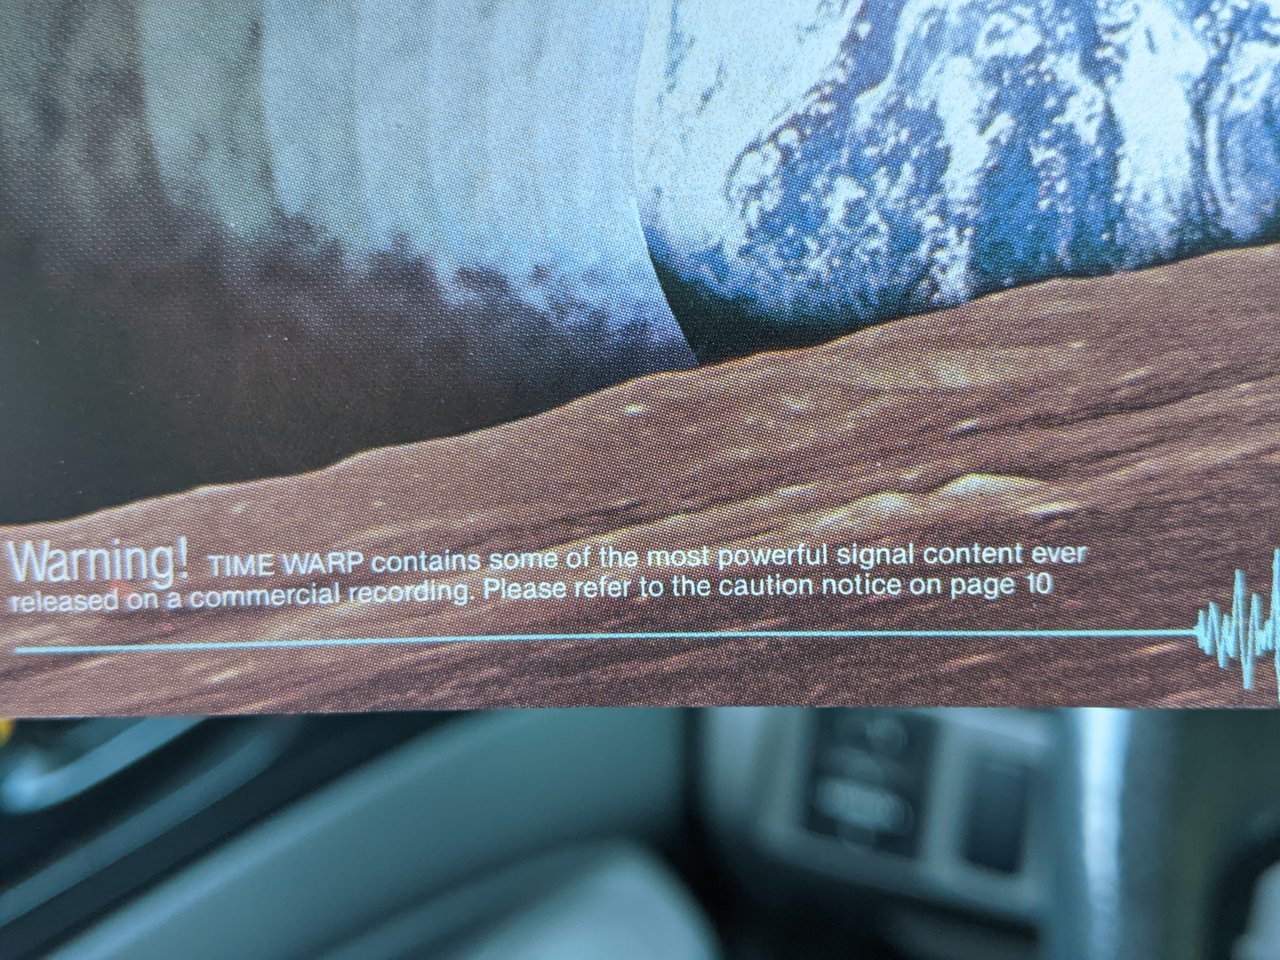 Warning! TIME WARP contains some of the most powerful signal content ever
released on a commercial recording. Please refer to the caution notice on page 10